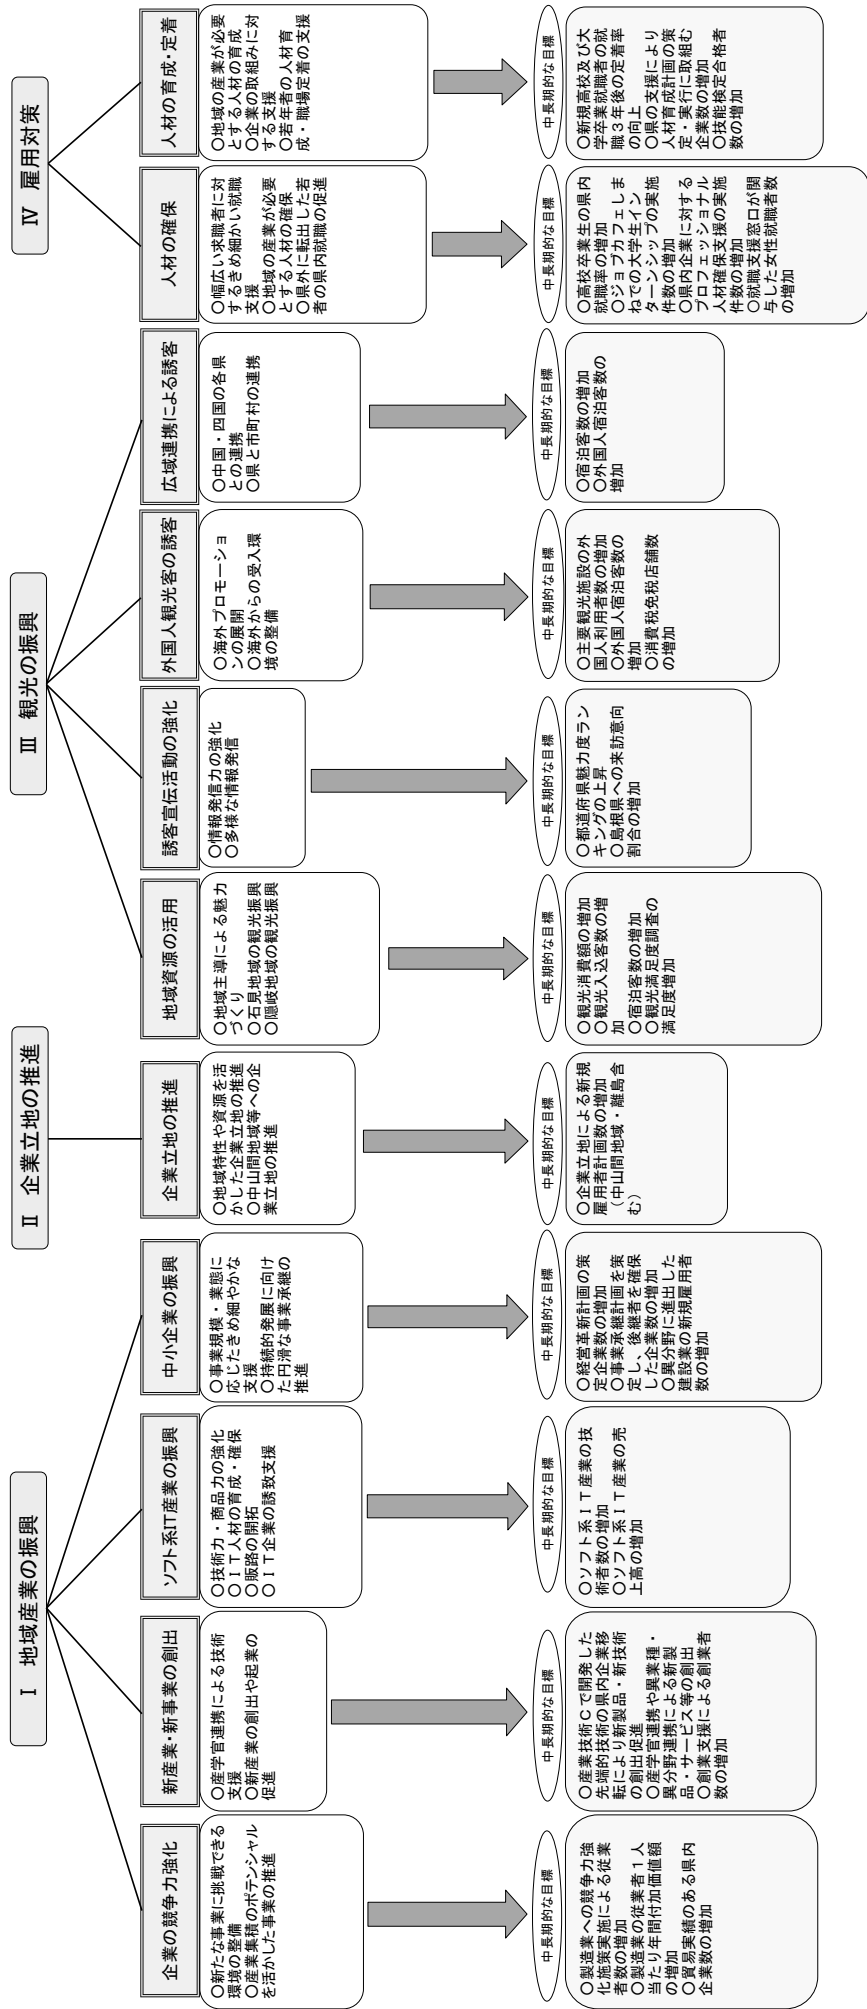 Ⅰ 地域産業の振興
企業の競争力強化
○新たな事業に挑戦できる
環境の整備
○産業集積のポテンシャル
を活かした事業の推進
中長期的な目標
○製造業への競争力強
化施策実施による従業
者数の増加
○製造業の従業者1人
当たり年間付加価値額
の増加
○貿易実績のある県内
企業数の増加
新産業・新事業の創出
○産学官連携による技術
支援
○新産業の創出や起業の
促進
中長期的な目標
○産業技術Cで開発した
先端的技術の県内企業移
転により新製品・新技術
の創出促進
○産学官連携や異業種・
異分野連携による新製
品・サービス等の創出
○創業支援による創業者
数の増加
ソフト系IT産業の振興
○技術力・商品力の強化
○IT人材の育成・確保
○販路の開拓
○IT企業の誘致支援
中長期的な目標
○ソフト系IT産業の技
術者数の増加
○ソフト系IT産業の売
上高の増加
中小企業の振興
○事業規模・業態に
応じたきめ細やかな
支援
○持続的発展に向け
た円滑な事業承継の
推進
中長期的な目標
○経営革新計画の策
定企業数の増加
○事業承継計画を策
定し、後継者を確保
した企業数の増加
○異分野に進出した
建設業の新規雇用者
数の増加
Ⅱ 企業立地の推進
企業立地の推進
○地域特性や資源を活
かした企業立地の推進
○中山間地域等への企
業立地の推進
中長期的な目標
○企業立地による新規
雇用者計画数の増加
(中山間地域・離島含
む)
Ⅲ 観光の振興
地域資源の活用
○地域主導による魅力
づくり
○石見地域の観光振興
○隠岐地域の観光振興
中長期的な目標
○観光消費額の増加
○観光入込客数の増
加
○宿泊客数の増加
○観光満足度調査の
満足度増加
誘客宣伝活動の強化
○情報発信力の強化
○多様な情報発信
中長期的な目標
○都道府県魅力度ラン
キングの上昇
○島根県への来訪意向
割合の増加
外国人観光客の誘客
○海外プロモーショ
ンの展開
○海外からの受入環
境の整備
中長期的な目標
○主要観光施設の外
国人利用者数の増加
○外国人宿泊客数の
増加
○消費税免税店舗数
の増加
広域連携による誘客
○中国・四国の各県
との連携
○県と市町村の連携
中長期的な目標
○宿泊客数の増加
○外国人宿泊客数の
増加
Ⅳ 雇用対策
人材の確保
○幅広い求職者に対
するきめ細かい就職
支援
○地域の産業が必要
とする人材の確保
○県外に転出した若
者の県内就職の促進
中長期的な目標
○高校卒業生の県内
就職率の増加
○ジョブカフェしま
ねでの大学生イン
ターンシップの実施
件数の増加
○県内企業に対する
プロフェッショナル
人材確保支援の実施
件数の増加
○就職支援窓口が関
与した女性就職者数
の増加
人材の育成・定着
○地域の産業が必要
とする人材の育成
○企業の取組みに対
する支援
○若年者の人材育
成・職場定着の支援
中長期的な目標
○新規高校及び大
学卒業就職者の就
職3年後の定着率
の向上
○県の支援により
人材育成計画の策
定・実行に取組む
企業数の増加
○技能検定合格者
数の増加